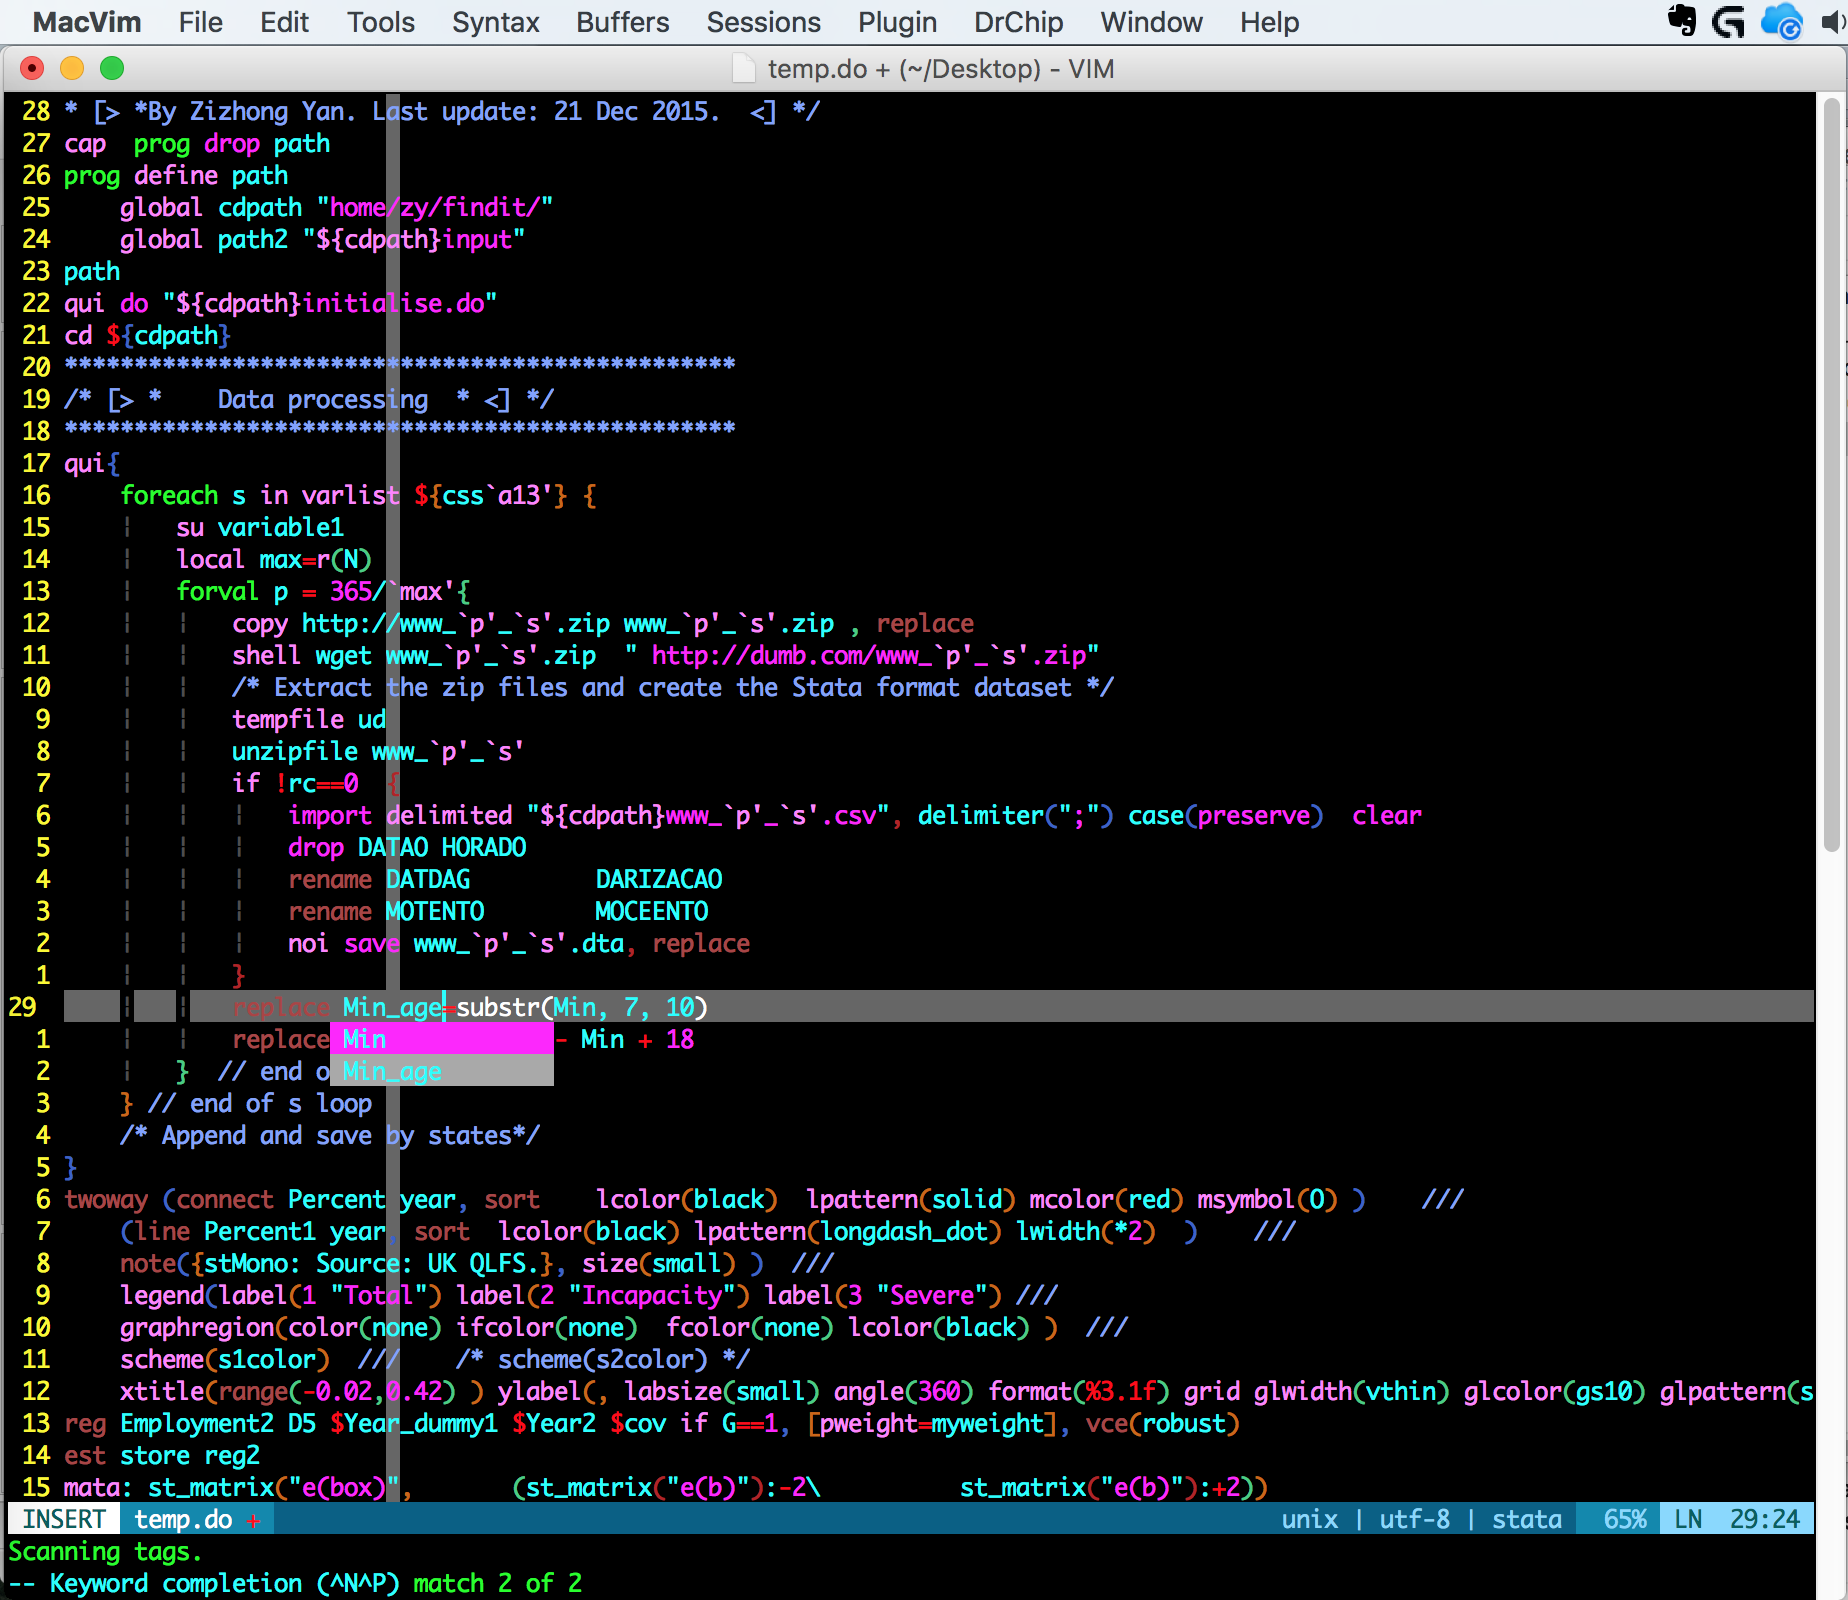 MacVim File Edit Tools Syntax Buffers Sessions Plugin DrChip Window Help
temp.do + (~/Desktop) - VIM
28 * [> *By Zizhong Yan. Last update: 21 Dec 2015.  <] */
27 cap  prog drop path
26 prog define path
25     global cdpath "home/zy/findit/"
24     global path2 "${cdpath}input"
23 path
22 qui do "${cdpath}initialise.do"
21 cd ${cdpath}
20 ************************************************
19 /* [> *    Data processing  * <] */
18 ************************************************
17 qui{
16     foreach s in varlist ${css`a13'} {
15     ¦   su variable1
14     ¦   local max=r(N)
13     ¦   forval p = 365/`max'{
12     ¦   ¦   copy http://www_`p'_`s'.zip www_`p'_`s'.zip , replace
11     ¦   ¦   shell wget www_`p'_`s'.zip  " http://dumb.com/www_`p'_`s'.zip"
10     ¦   ¦   /* Extract the zip files and create the Stata format dataset */
9     ¦   ¦   tempfile ud
8     ¦   ¦   unzipfile www_`p'_`s'
7     ¦   ¦   if !rc==0  {
6     ¦   ¦   ¦   import delimited "${cdpath}www_`p'_`s'.csv", delimiter(";") case(preserve)  clear
5     ¦   ¦   ¦   drop DATAO HORADO
4     ¦   ¦   ¦   rename DATDAG         DARIZACAO
3     ¦   ¦   ¦   rename MOTENTO        MOCEENTO
2     ¦   ¦   ¦   noi save www_`p'_`s'.dta, replace
1     ¦   ¦   }
29     ¦   ¦   replace Min_age=substr(Min, 7, 10)
1     ¦   ¦   replace Min - Min + 18
2     ¦   }  // end o Min_age
3     } // end of s loop
4     /* Append and save by states*/
5 }
6 twoway (connect Percent year, sort    lcolor(black)  lpattern(solid) mcolor(red) msymbol(O) )    ///
7     (line Percent1 year, sort  lcolor(black) lpattern(longdash_dot) lwidth(*2)  )    ///
8     note({stMono: Source: UK QLFS.}, size(small) )  ///
9     legend(label(1 "Total") label(2 "Incapacity") label(3 "Severe") ///
10     graphregion(color(none) ifcolor(none)  fcolor(none) lcolor(black) )  ///
11     scheme(s1color)  ///    /* scheme(s2color) */
12     xtitle(range(-0.02,0.42) ) ylabel(, labsize(small) angle(360) format(%3.1f) grid glwidth(vthin) glcolor(gs10) glpattern(s
13 reg Employment2 D5 $Year_dummy1 $Year2 $cov if G==1, [pweight=myweight], vce(robust)
14 est store reg2
15 mata: st_matrix("e(box)",       (st_matrix("e(b)"):-2\          st_matrix("e(b)"):+2))
INSERT temp.do + unix | utf-8 | stata 65% LN 29:24
Scanning tags.
-- Keyword completion (^N^P) match 2 of 2